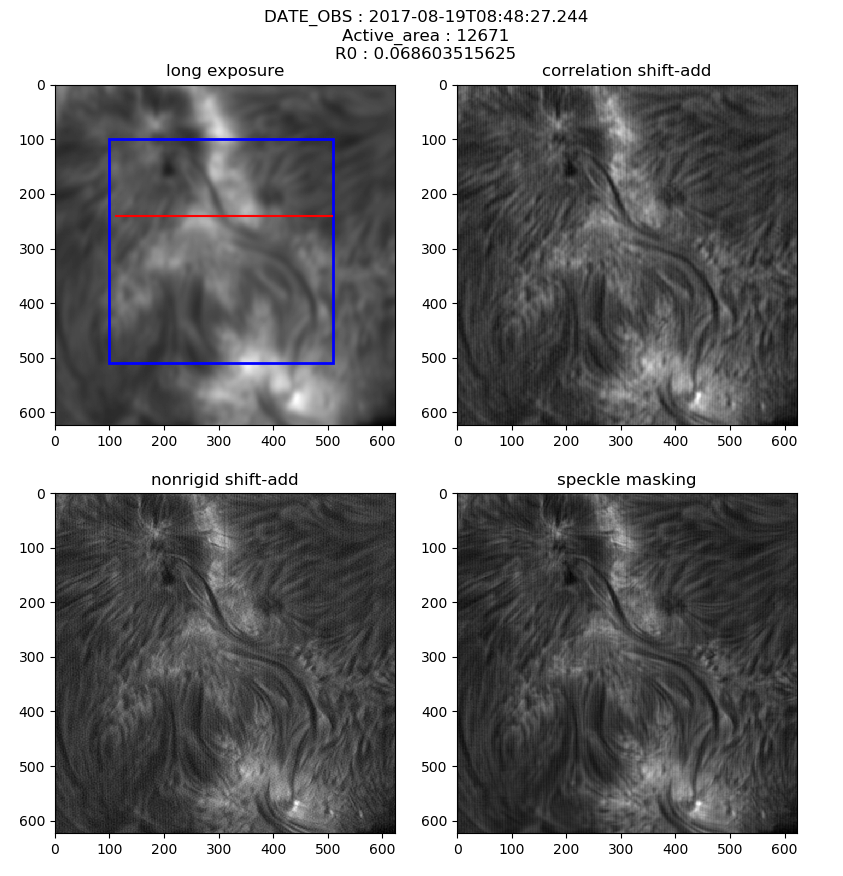 DATE_OBS : 2017-08-19T08:48:27.244
Active_area : 12671
R0 : 0.068603515625
long exposure
correlation shift-add
0
100
200
300
400
500
600
0 100 200 300 400 500 600
0
100
200
300
400
500
600
0 100 200 300 400 500 600
nonrigid shift-add
speckle masking
0
100
200
300
400
500
600
0 100 200 300 400 500 600
0
100
200
300
400
500
600
0 100 200 300 400 500 600